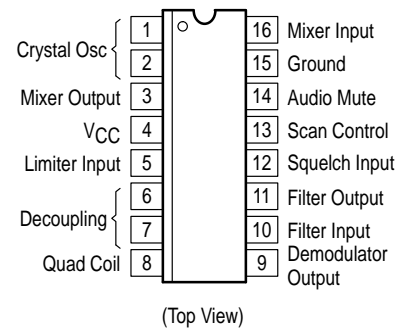 Crystal Osc
1
16
Mixer Input
2
15
Ground
Mixer Output
3
14
Audio Mute
VCC
4
13
Scan Control
Limiter Input
5
12
Squelch Input
Decoupling
6
11
Filter Output
7
10
Filter Input
Quad Coil
8
9
Demodulator
Output
(Top View)